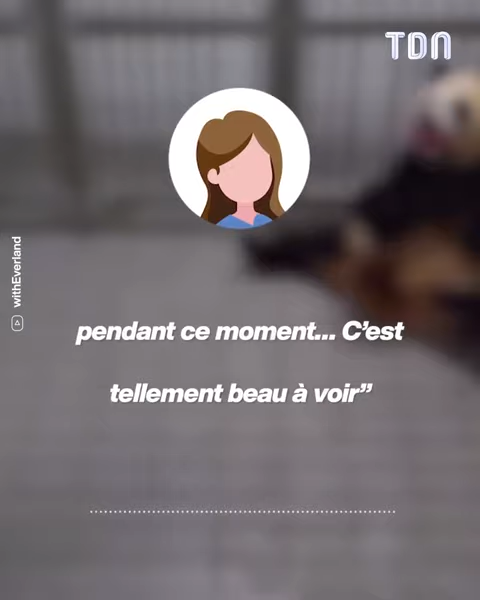 TDN
withEverland
pendant ce moment... C’est
tellement beau à voir”